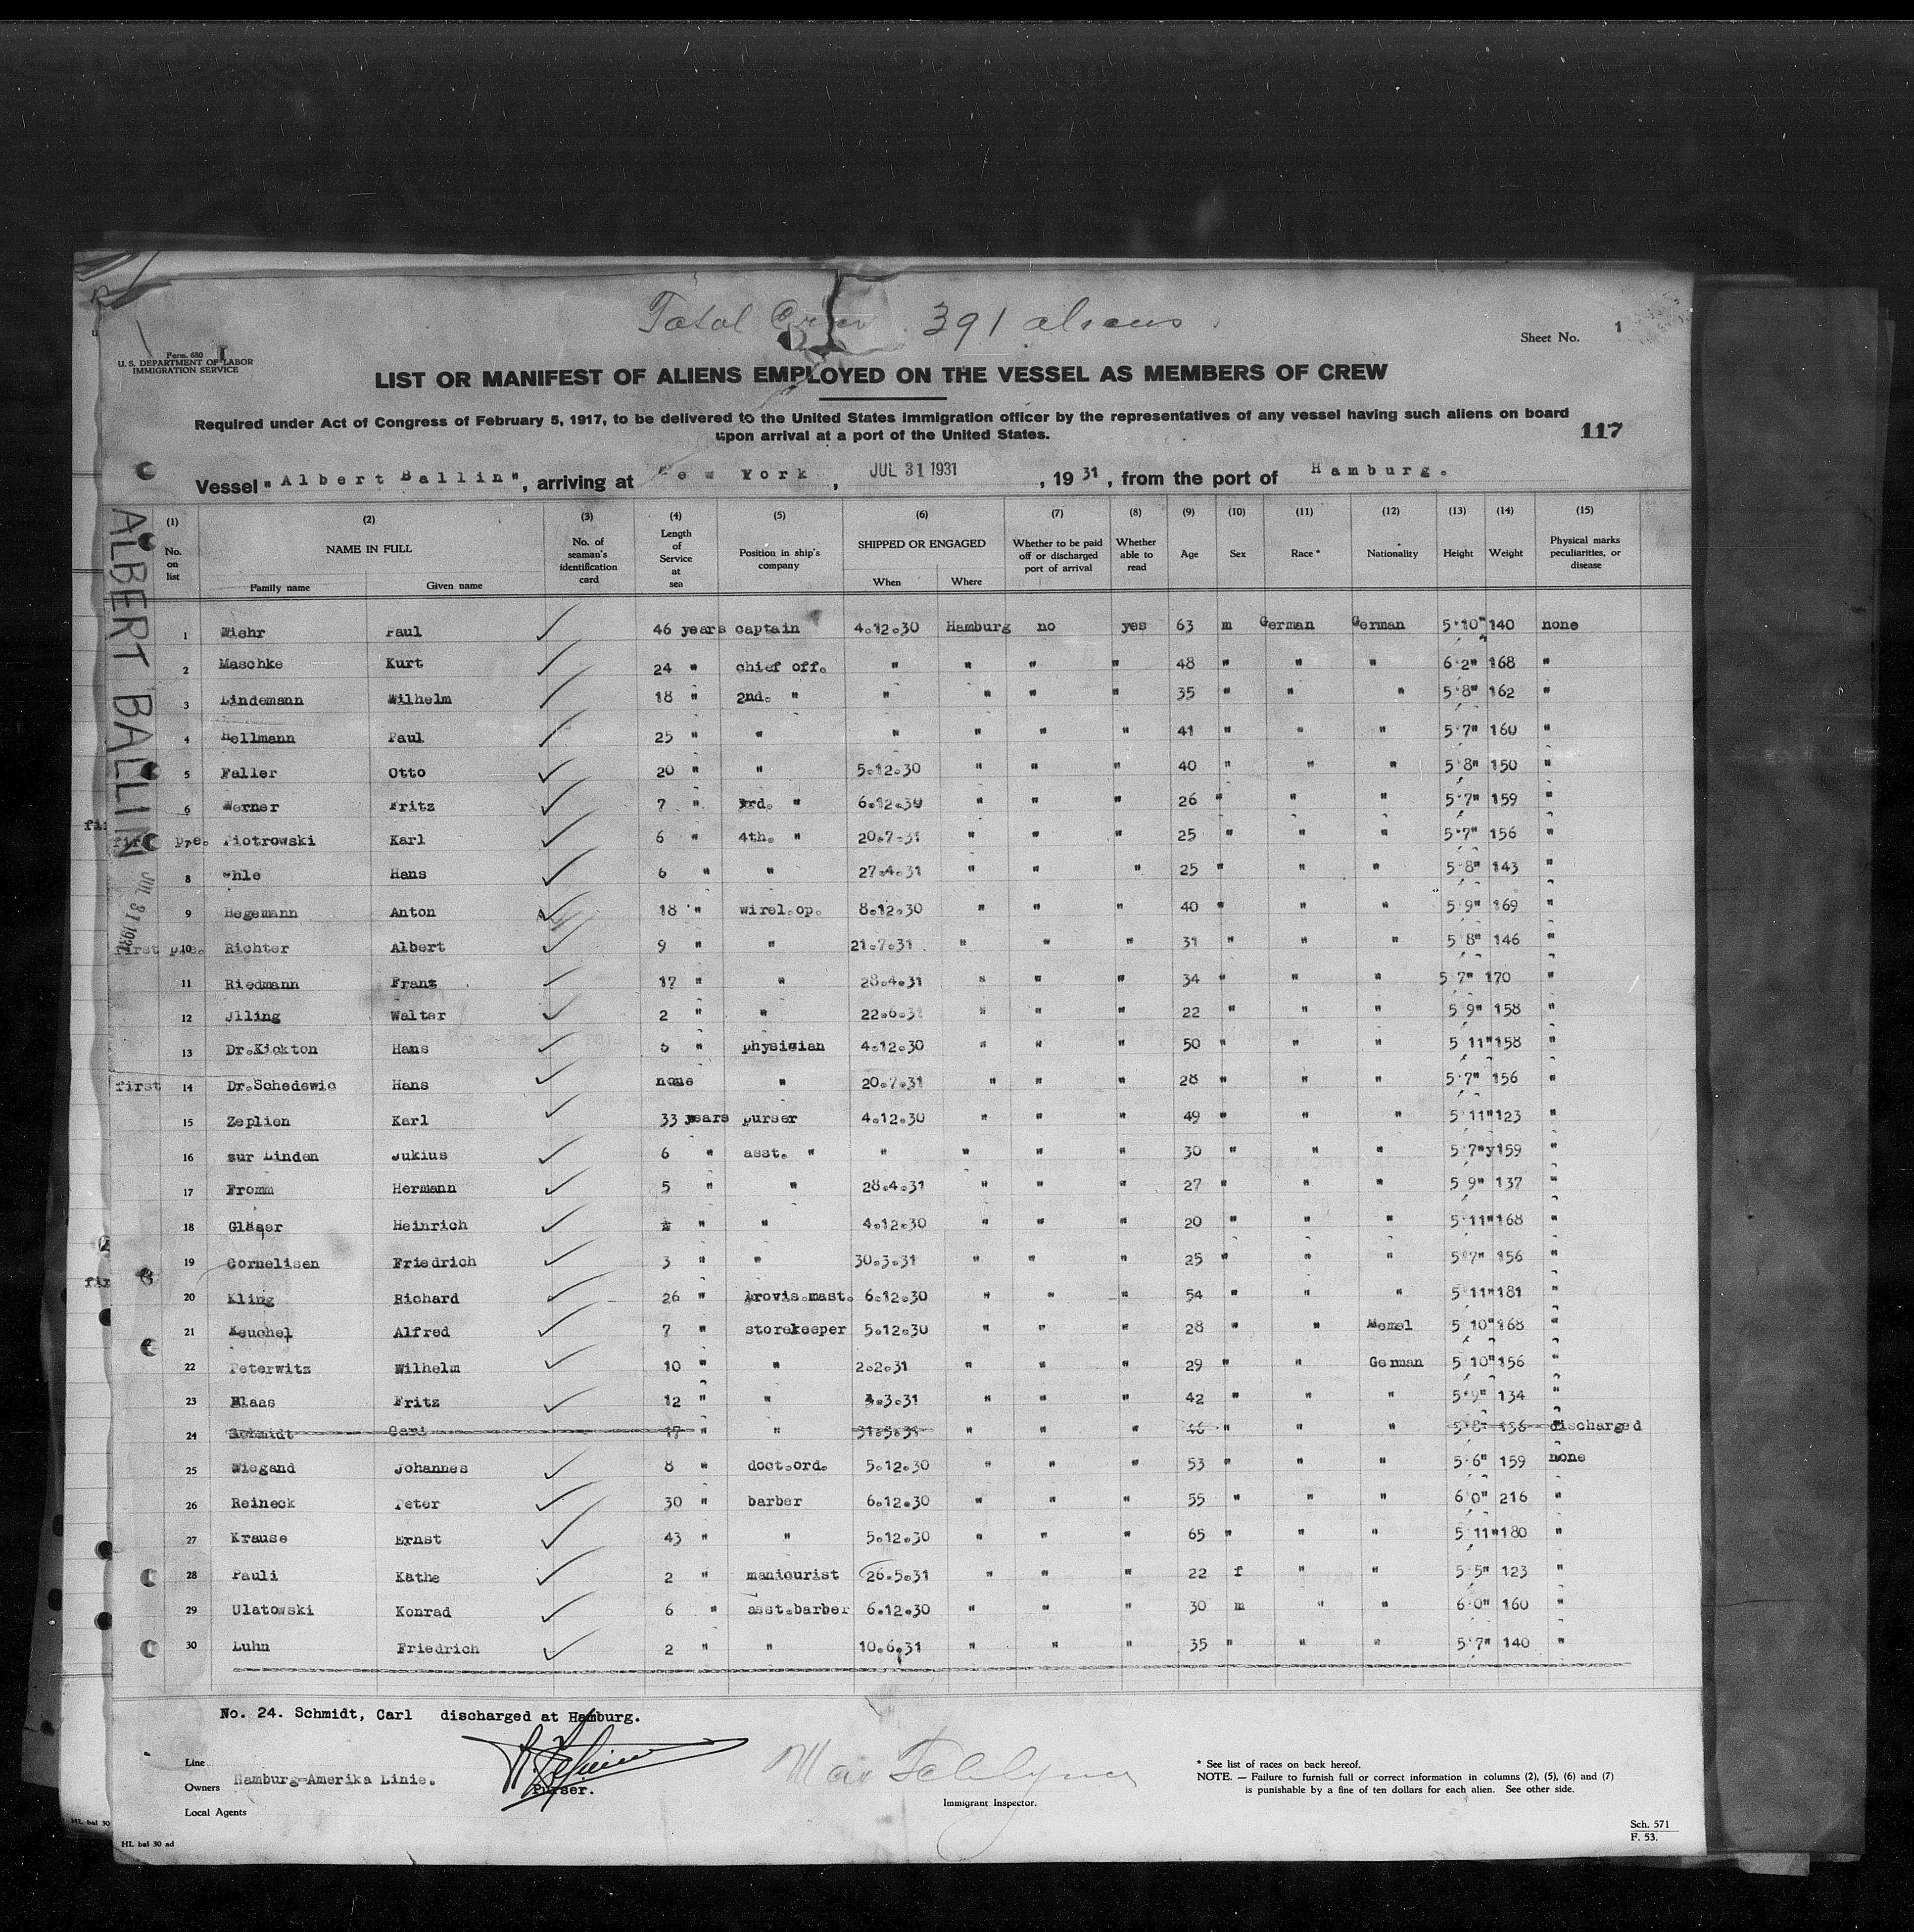 Total Crew 391 aliens.
Sheet No. 1
Form. 680
U. S. DEPARTMENT OF LABOR
IMMIGRATION SERVICE
LIST OR MANIFEST OF ALIENS EMPLOYED ON THE VESSEL AS MEMBERS OF CREW
Required under Act of Congress of February 5, 1917, to be delivered to the United States immigration officer by the representatives of any vessel having such aliens on board
upon arrival at a port of the United States.
117
Vessel "Albert Ballin", arriving at New York, JUL 31 1931, 19 31, from the port of Hamburg.
ALBERT BALLIN JUL 31 1931
(1) (2) (3) (4) (5) (6) (7) (8) (9) (10) (11) (12) (13) (14) (15)
No. on list NAME IN FULL Family name Given name No. of seaman's identification card Length of Service at sea Position in ship's company SHIPPED OR ENGAGED When Where Whether to be paid off or discharged port of arrival Whether able to read Age Sex Race * Nationality Height Weight Physical marks peculiarities, or disease
1 Wiehr Paul 46 years captain 4.12.30 Hamburg no yes 63 m German German 5'10" 140 none
2 Maschke Kurt 24 " chief off. " " " " 48 " " " 6'2" 168 "
3 Lindemann Wilhelm 18 " 2nd. " " " " " 35 " " " 5'8" 162 "
4 Hellmann Paul 25 " " " " " " 41 " " " 5'7" 160 "
5 Faller Otto 20 " " 5.12.30 " " " 40 " " " 5'8" 150 "
6 Werner Fritz 7 " 3rd. " 6.12.30 " " " 26 " " " 5'7" 159 "
first p.e. 7 Piotrowski Karl 6 " 4th. " 20.7.31 " " " 25 " " " 5'7" 156 "
8 Hans 6 " " 27.4.31 " " " 25 " " " 5'8" 143 "
9 Hegemann Anton 18 " wirel.op. 8.12.30 " " " 40 " " " 5'9" 169 "
first p.e. 10 Richter Albert 9 " " 21.7.31 " " " 31 " " " 5'8" 146 "
11 Riedmann Franz 17 " " 28.4.31 " " " 34 " " " 5'7" 170 "
12 Jlling Walter 2 " " 22.6.31 " " " 22 " " " 5'9" 158 "
13 Dr.Kickton Hans " physician 4.12.30 " " " 50 " " " 5'11" 158 "
first 14 Dr.Schedewic Hans none " 20.7.31 " " " 28 " " " 5'7" 156 "
15 Zeplien Karl 33 years purser 4.12.30 " " " 49 " " " 5'11" 123 "
16 zur Linden Jukius 6 " asst. " " " " " 30 " " " 5'7" 159 "
17 Fromm Hermann 5 " " 28.4.31 " " " 27 " " " 5'9" 137 "
18 Gläser Heinrich " " 4.12.30 " " " 20 " " " 5'11" 168 "
19 Cornelisen Friedrich 3 " " 30.3.31 " " " 25 " " " 5'7" 156 "
20 Kling Richard 26 " provis.mast. 6.12.30 " " " 54 " " " 5'11" 181 "
21 Keuchel Alfred 7 " storekeeper 5.12.30 " " " 28 " " Memel 5'10" 168 "
22 Peterwitz Wilhelm 10 " " 2.2.31 " " " 29 " " German 5'10" 156 "
23 Klaas Fritz 12 " " 3.3.31 " " " 42 " " " 5'9" 134 "
24 Schmidt Carl 17 " " 31.3.31 " " " 46 " " " 5'8" 156 discharged
25 Wiegand Johannes 8 " doct.ord. 5.12.30 " " " 53 " " " 5'6" 159 none
26 Reineck Peter 30 " barber 6.12.30 " " " 55 " " " 6'0" 216 "
27 Krause Ernst 43 " " 5.12.30 " " " 65 " " " 5'11" 180 "
28 Pauli Kathe 2 " manicurist 26.5.31 " " " 22 f " " 5'5" 123 "
29 Ulatowski Konrad 6 " asst.barber 6.12.30 " " " 30 m " " 6'0" 160 "
30 Luhn Friedrich 2 " " 10.6.31 " " " 35 " " " 5'7" 140 "
No. 24. Schmidt, Carl discharged at Hamburg.
Line
Owners Hamburg-Amerika Linie.
Local Agents
Purser.
Immigrant Inspector.
* See list of races on back hereof.
NOTE. — Failure to furnish full or correct information in columns (2), (5), (6) and (7)
is punishable by a fine of ten dollars for each alien. See other side.
HL bal 30
HL bal 30 ad
Sch. 571
F. 53.